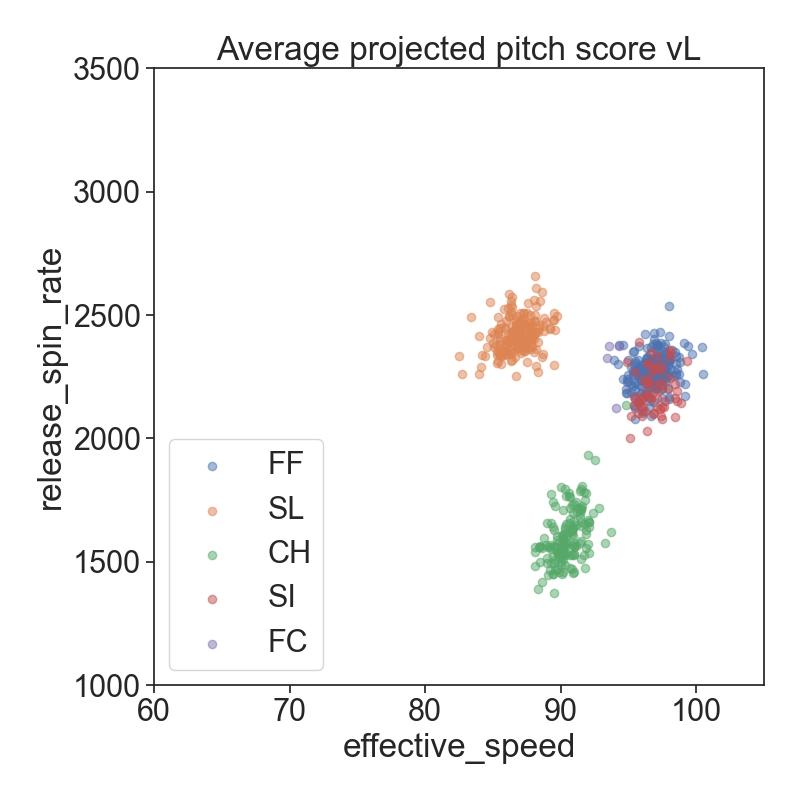 Average projected pitch score vL
3500
3000
2500
2000
1500
1000
release_spin_rate
FF
SL
CH
SI
FC
60
70
80
90
100
effective_speed